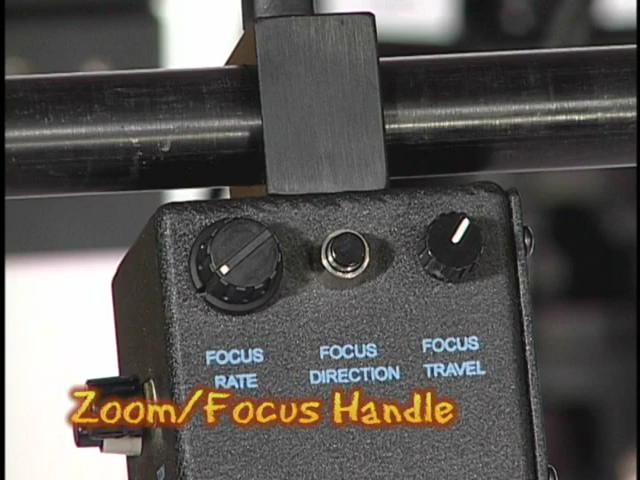 FOCUS RATE
FOCUS DIRECTION
FOCUS TRAVEL
Zoom/Focus Handle